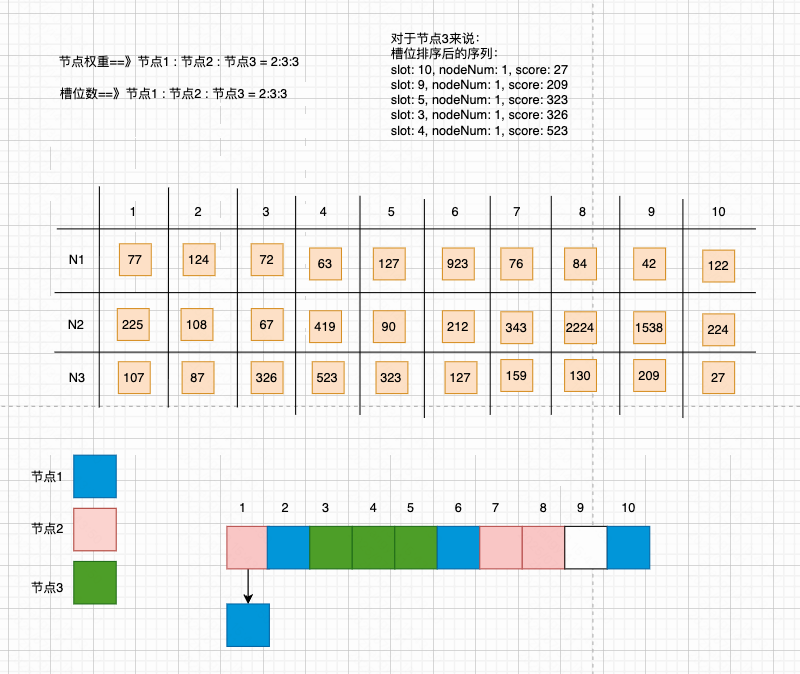 节点权重==》节点1 : 节点2 : 节点3 = 2:3:3
槽位数==》节点1 : 节点2 : 节点3 = 2:3:3
对于节点3来说：
槽位排序后的序列：
slot: 10, nodeNum: 1, score: 27
slot: 9, nodeNum: 1, score: 209
slot: 5, nodeNum: 1, score: 323
slot: 3, nodeNum: 1, score: 326
slot: 4, nodeNum: 1, score: 523
1 2 3 4 5 6 7 8 9 10
N1 77 124 72 63 127 923 76 84 42 122
N2 225 108 67 419 90 212 343 2224 1538 224
N3 107 87 326 523 323 127 159 130 209 27
节点1
节点2
节点3
1 2 3 4 5 6 7 8 9 10